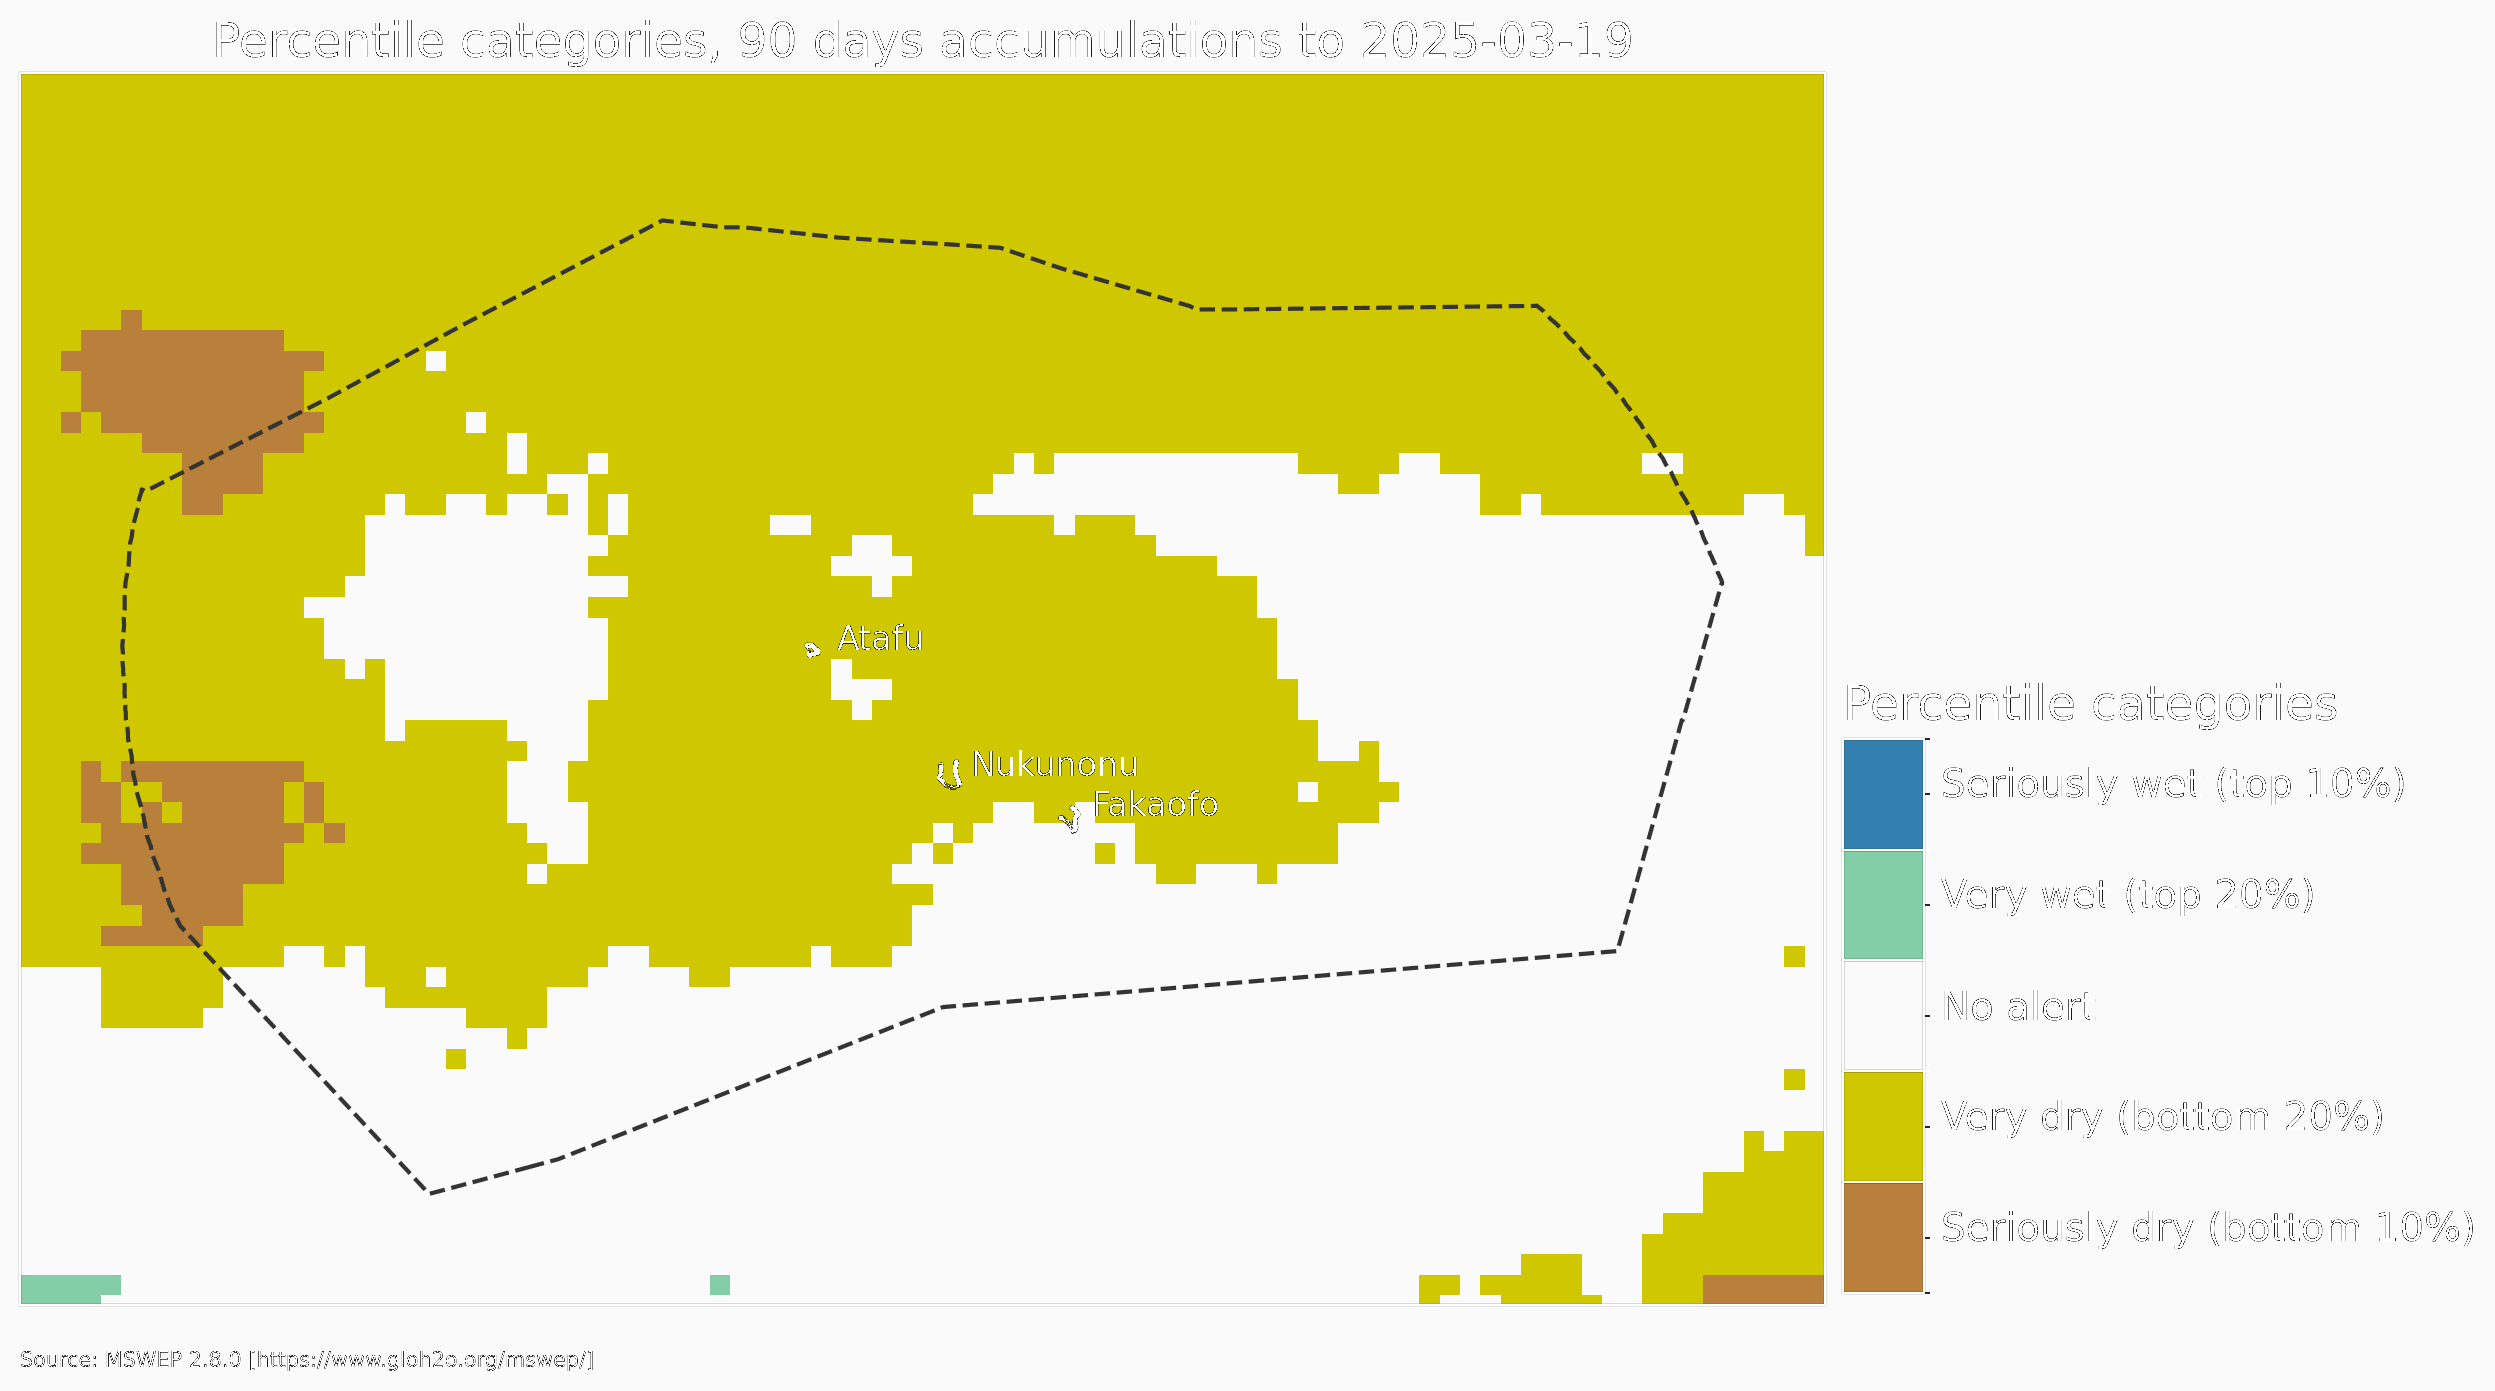 Percentile categories, 90 days accumulations to 2025-03-19
Atafu
Nukunonu
Fakaofo
Percentile categories
Seriously wet (top 10%)
Very wet (top 20%)
No alert
Very dry (bottom 20%)
Seriously dry (bottom 10%)
Source: MSWEP 2.8.0 [https://www.gloh2o.org/mswep/]